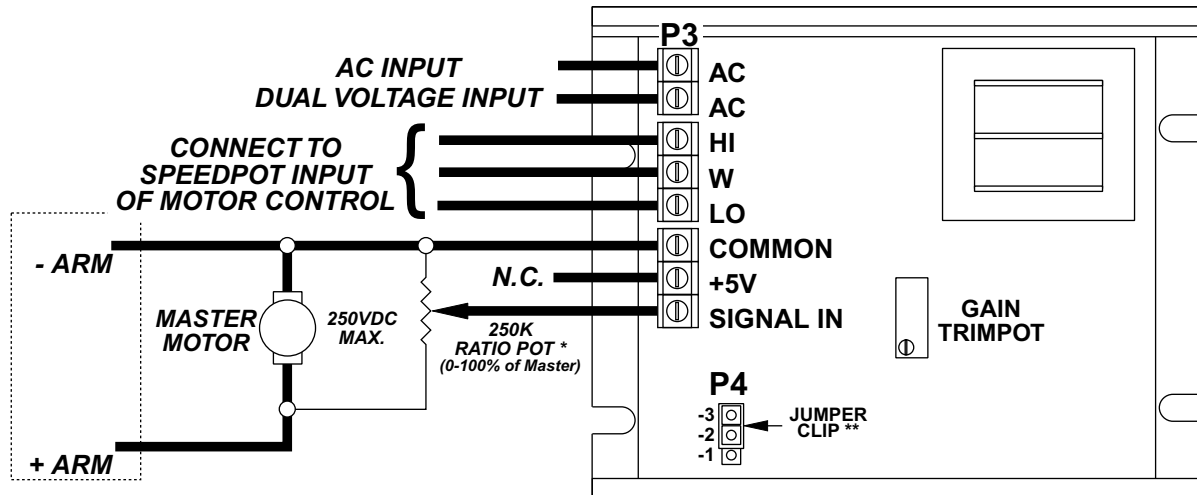 P3
AC INPUT
DUAL VOLTAGE INPUT
AC
AC
CONNECT TO
SPEEDPOT INPUT
OF MOTOR CONTROL
HI
W
LO
- ARM
COMMON
N.C.
+5V
MASTER
MOTOR
250VDC
MAX.
250K
RATIO POT *
(0-100% of Master)
SIGNAL IN
GAIN
TRIMPOT
P4
-3
-2
-1
JUMPER
CLIP **
+ ARM